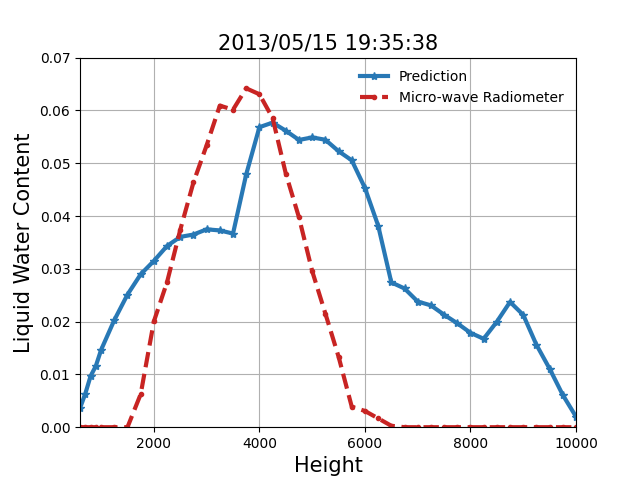 2013/05/15 19:35:38
Prediction
Micro-wave Radiometer
Liquid Water Content
0.07
0.06
0.05
0.04
0.03
0.02
0.01
0.00
2000 4000 6000 8000 10000
Height